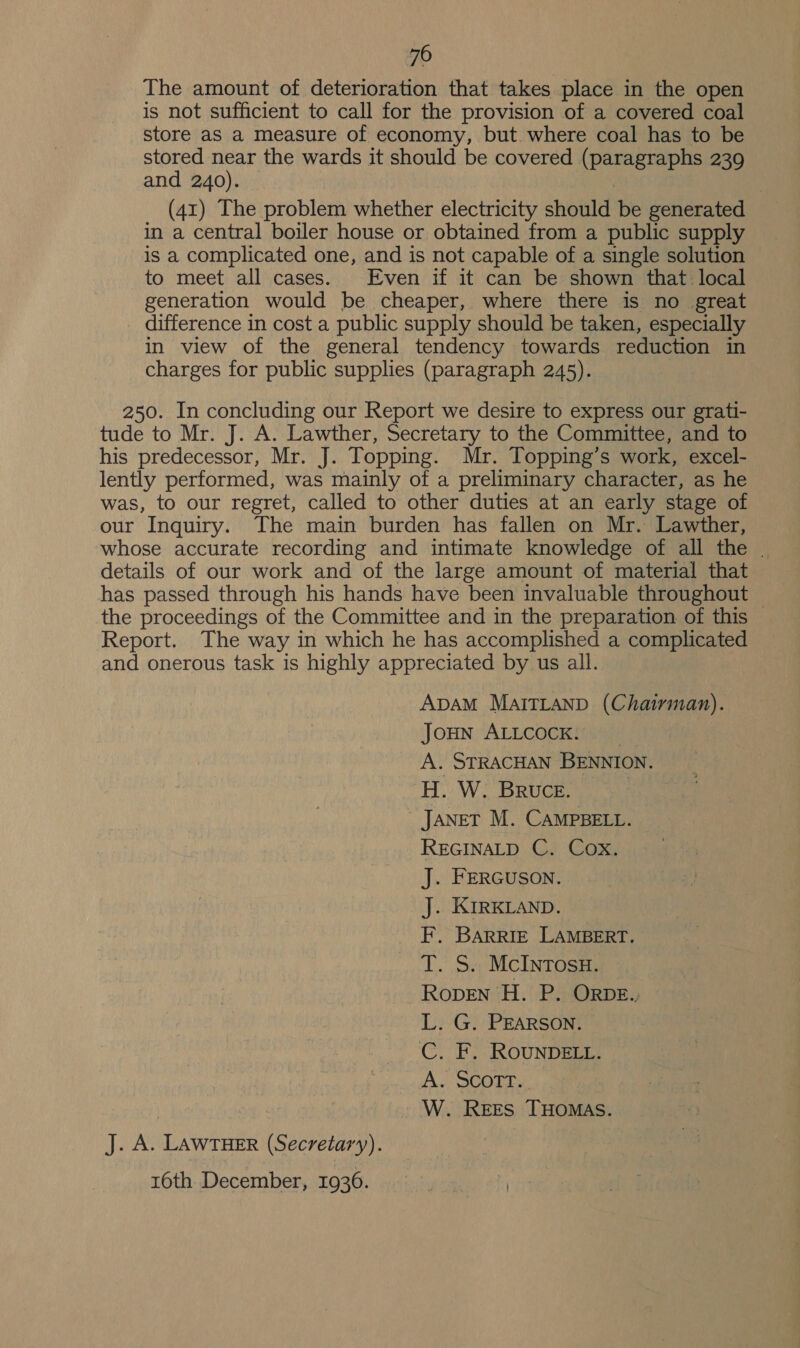 76
The amount of deterioration that takes place in the open
is not sufficient to call for the provision of a covered coal
store as a measure of economy, but where coal has to be
stored near the wards it should be covered (paragraphs 239
and 240).
(41) The problem whether electricity should be generated
in a central boiler house or obtained from a public supply
is a complicated one, and is not capable of a single solution
to meet all cases. Even if it can be shown that local
generation would be cheaper, where there is no great
difference in cost a public supply should be taken, especially
in view of the general tendency towards reduction in
charges for public supplies (paragraph 245).
250. In concluding our Report we desire to express our grati-
tude to Mr. J. A. Lawther, Secretary to the Committee, and to
his predecessor, Mr. J. Topping. Mr. Topping's work, excel-
lently performed, was mainly of a preliminary character, as he
was, to our regret, called to other duties at an early stage of
our Inquiry. The main burden has fallen on Mr. Lawther,
whose accurate recording and intimate knowledge of all the
details of our work and of the large amount of material that
has passed through his hands have been invaluable throughout
the proceedings of the Committee and in the preparation of this
Report. The way in which he has accomplished a complicated
and onerous task is highly appreciated by us all.
ADAM MAITLAND (Chairman).
JOHN ALLCOCK.
A. STRACHAN BENNION.
H. W. BRUCE.
JANET M. CAMPBELL.
REGINALD C. COX.
J. FERGUSON.
J. KIRKLAND.
F. BARRIE LAMBERT.
T. S. McINTOSH.
RODEN H. P. ORDE.
L. G. PEARSON.
C. F. ROUNDELL.
A. SCOTT.
W. REES THOMAS.
J. A. LAWTHER (Secretary).
16th December, 1936.